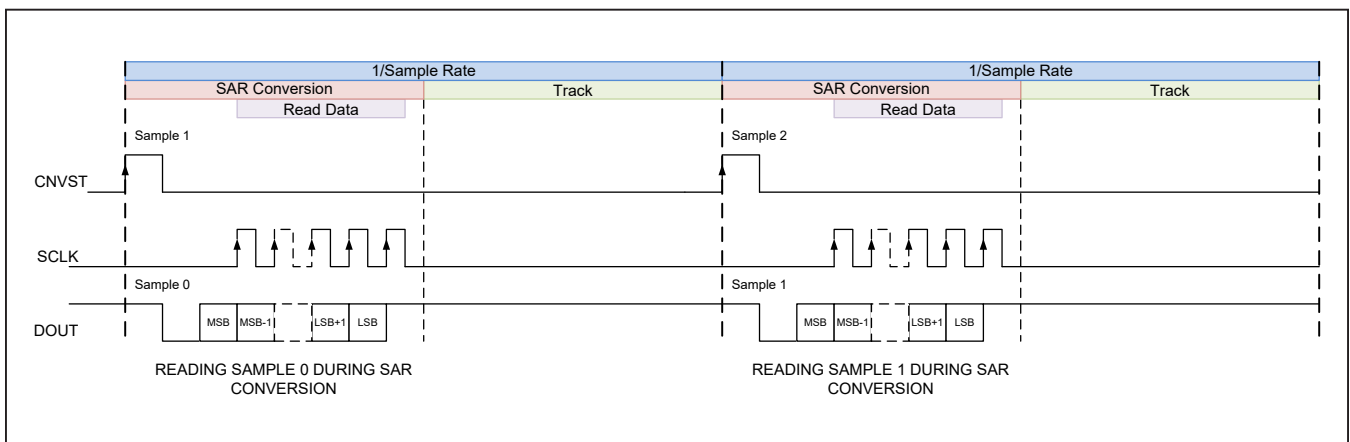 1/Sample Rate
1/Sample Rate
SAR Conversion
Track
SAR Conversion
Track
Read Data
Read Data
Sample 1
Sample 2
CNVST
SCLK
Sample 0
Sample 1
DOUT
MSB
MSB-1
LSB+1
LSB
MSB
MSB-1
LSB+1
LSB
READING SAMPLE 0 DURING SAR
CONVERSION
READING SAMPLE 1 DURING SAR
CONVERSION